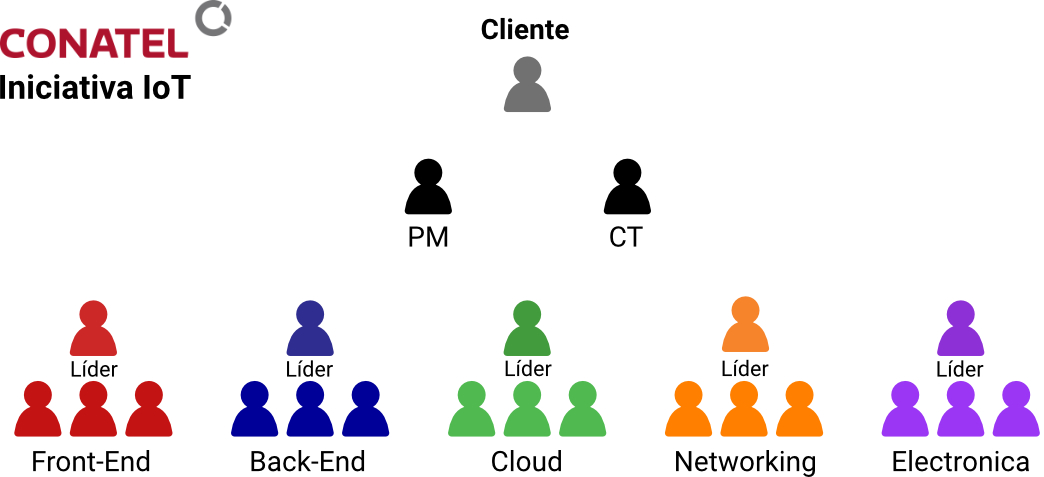 CONATEL
Iniciativa IoT
Cliente
PM
CT
Líder
Líder
Líder
Líder
Líder
Front-End
Back-End
Cloud
Networking
Electronica